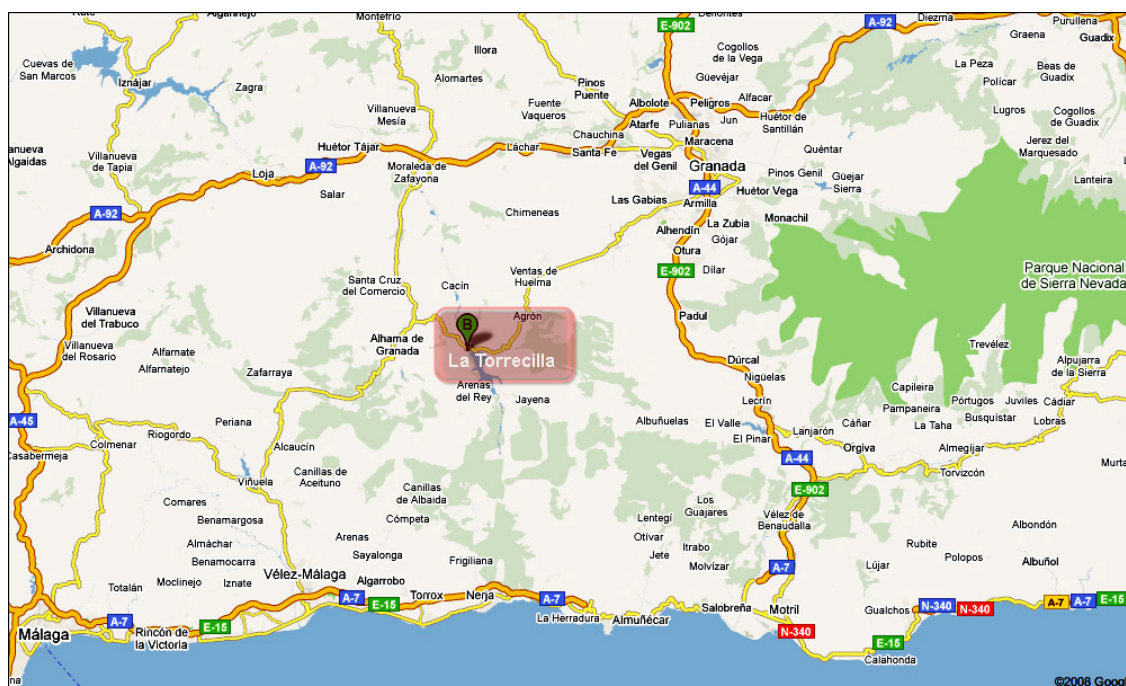 Rute
Algarinejo
Montefrío
E-902
Benortes
A-92
Diezma
Purullena
Graena
Guadix
Cuevas de
San Marcos
Iznájar
Zagra
Illora
Alomartes
Pinos
Puente
Cogollos
de la Vega
Güevéjar
La Peza
Beas de
Guadix
Polícar
Villanueva
Mesía
Fuente
Vaqueros
Albolote
Peligros
Alfacar
Jun
Lugros
Cogollos
de Guadix
Atarfe
Pulianas
Huétor de
Santillán
Chauchina
Maracena
anueva
Algaidas
Villanueva
de Tapia
A-92
Huétor Tájar
Loja
Láchar
Santa Fe
Vegas
del Genil
Quéntar
Jerez del
Marquesado
Moraleda de
Zafayona
Granada
Pinos Genil
Güejar
Sierra
Lanteira
Salar
A-44
Huétor Vega
Las Gabias
Armilla
A-92
Chimeneas
La Zubia
Monachil
Archidona
Alhendín
Gójar
Otura
E-902
Dílar
Parque Nacional
de Sierra Nevada
Santa Cruz
del Comercio
Cacín
Ventas de
Huelma
Villanueva
del Trabuco
Agrón
Padul
B
Alhama de
Granada
La Torrecilla
Trevélez
Villanueva
del Rosario
Alfarnate
Alfarnatejo
Zafarraya
Dúrcal
Nigüelas
Alpujarra
de la Sierra
Arenas
del Rey
Jayena
Lecrín
Capileira
Pampaneira
Pórtugos
Juviles
Cádiar
A-45
Periana
Albuñuelas
El Valle
El Pinar
Lanjarón
Cáñar
La Taha
Busquístar
Lobras
Casabermeja
Colmenar
Riogordo
Alcaucín
Orgiva
Almegíjar
A-44
Torvizcón
Murta
Viñuela
Canillas de
Aceituno
Canillas
de Albaida
E-902
Comares
Los
Guajares
Benamargosa
Cómpeta
Lentegí
Vélez de
Benaudalla
Albondón
Almáchar
Arenas
Otívar
Rubite
Benamocarra
Sayalonga
Frigiliana
Jete
Itrabo
Molvizar
Lújar
Polopos
Albuñol
Totalán
Moclinejo
Iznate
Vélez-Málaga
Algarrobo
A-7
A-7
E-15
Torrox
Nerja
A-7
Salobreña
Motril
Gualchos
N-340
N-340
A-7
A-7
E-15
La Herradura
Almuñécar
Málaga
A-7
Rincón de
la Victoria
E-15
N-340
E-15
Calahonda
na
©2008 Goog